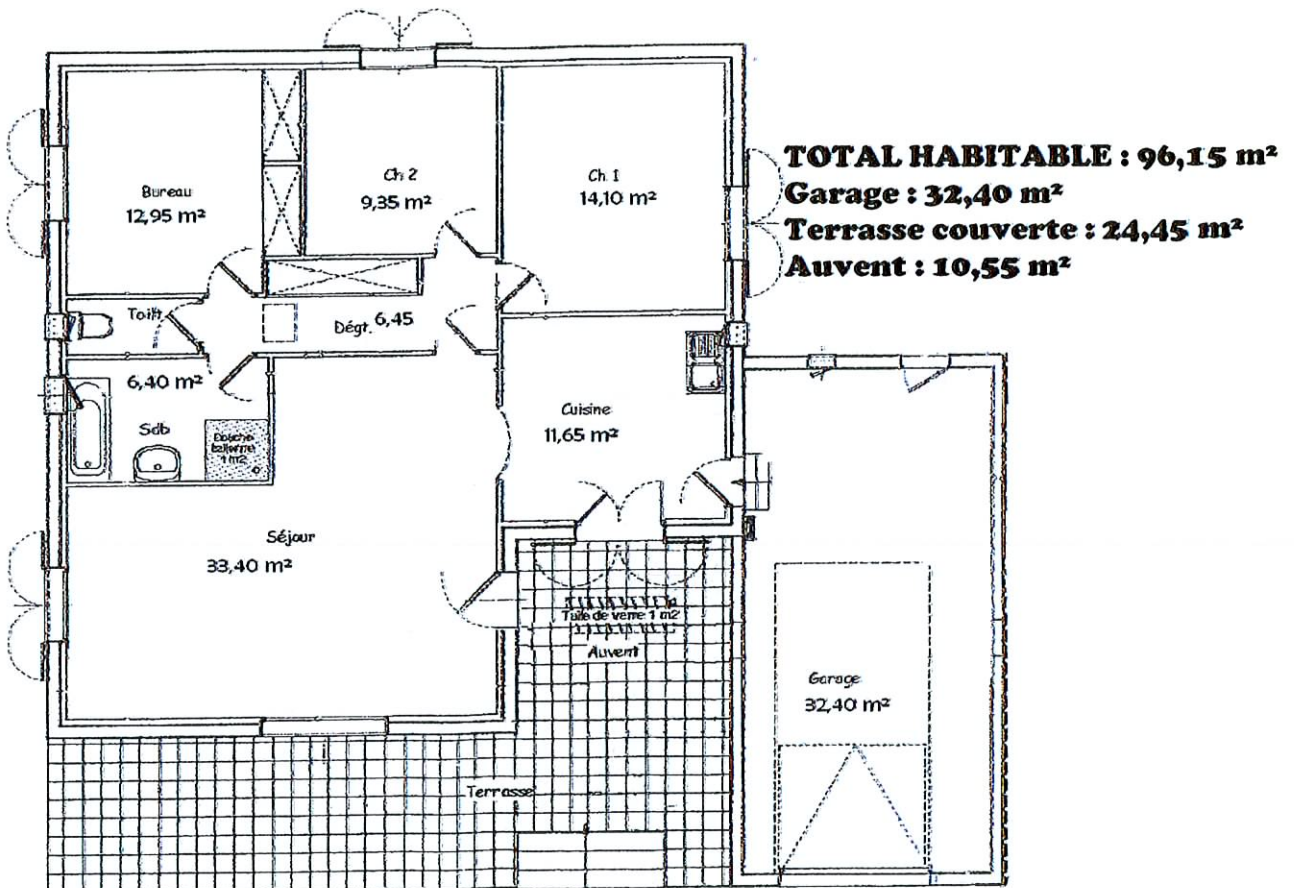 TOTAL HABITABLE : 96,15 m²
Garage : 32,40 m²
Terrasse couverte : 24,45 m²
Auvent : 10,55 m²
Bureau
12,95 m²
Ch 2
9,35 m²
Ch. 1
14,10 m²
Toilt.
Dégt. 6,45
6,40 m²
Sdb
Douche
1 m2
Cuisine
11,65 m²
Séjour
33,40 m²
Tuile de verre 1 m2
Auvent
Garage
32,40 m²
Terrasse